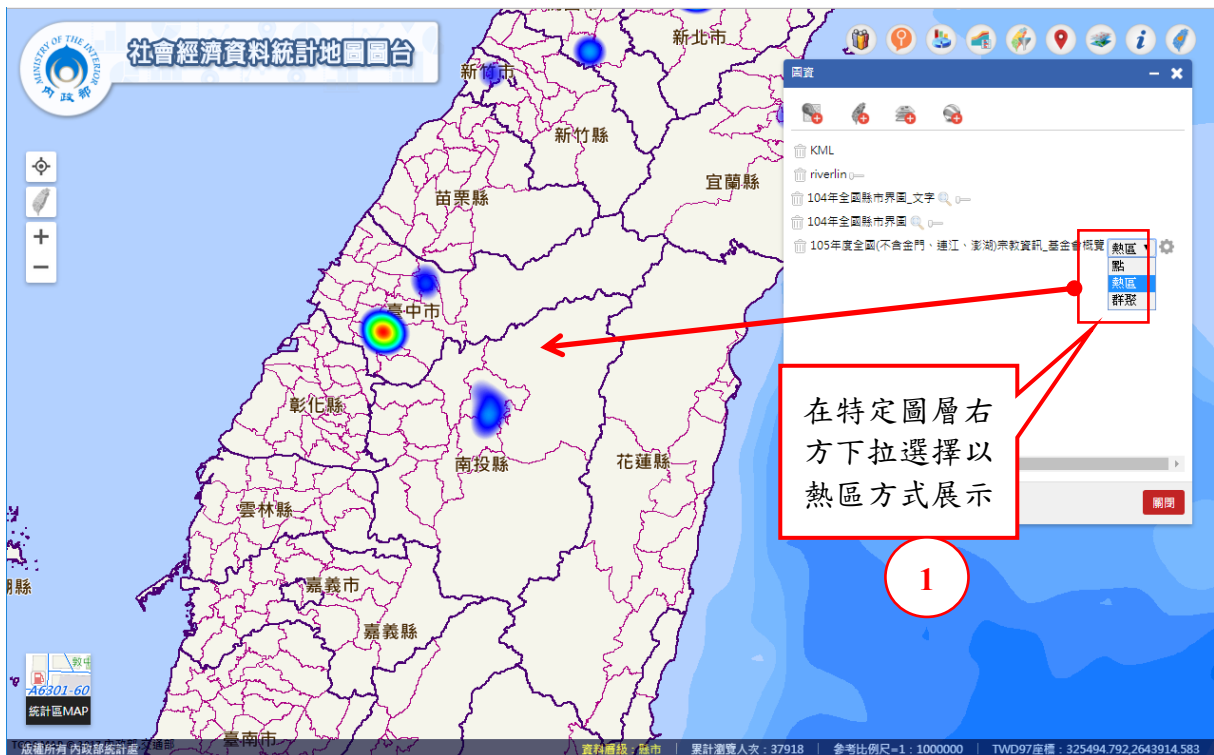 MINISTRY OF THE INTERIOR
內政部
社會經濟資料統計地圖圖台
新北市
新竹市
新竹縣
宜蘭縣
苗栗縣
臺中市
彰化縣
南投縣
花蓮縣
雲林縣
嘉義市
嘉義縣
臺南市
縣
圖資
KML
riverlin
104年全國縣市界圖_文字
104年全國縣市界圖
105年度全國(不含金門、連江、澎湖)宗教資訊_基金會概覽
熱區
點
熱區
群聚
在特定圖層右
方下拉選擇以
熱區方式展示
關閉
1
A6301-60
統計區MAP
版權所有 內政部統計處
資料層級：縣市
累計瀏覽人次：37918
參考比例尺=1：1000000
TWD97座標：325494.792,2643914.583